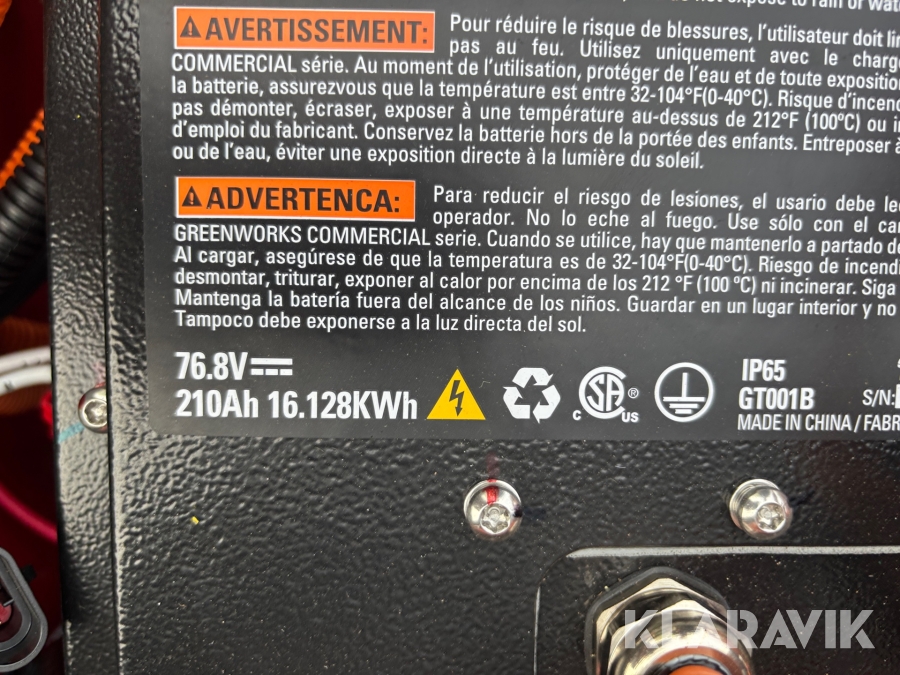 not expose to rain or
AVERTISSEMENT: Pour réduire le risque de blessures, l'utilisateur doit
pas au feu. Utilisez uniquement avec le
COMMERCIAL série. Au moment de l'utilisation, protéger de l'eau et de toute exposition
la batterie, assurezvous que la température est entre 32-104°F(0-40°C). Risque
pas démonter, écraser, exposer à une température au-dessus de 212°F (100°C) ou
d'emploi du fabricant. Conservez la batterie hors de la portée des enfants. Entreposer
ou de l'eau, éviter une exposition directe à la lumière du soleil.
ADVERTENCA: Para reducir el riesgo de lesiones, el usario debe
operador. No lo eche al fuego. Use sólo con el
GREENWORKS COMMERCIAL serie. Cuando se utilice, hay que mantenerlo a partado
Al cargar, asegúrese de que la temperatura es de 32-104°F(0-40°C). Riesgo de
desmontar, triturar, exponer al calor por encima de los 212 °F (100 ºC) ni incinerar. Siga
Mantenga la batería fuera del alcance de los niños. Guardar en un lugar interior y no
Tampoco debe exponerse a la luz directa del sol.
76.8V
210Ah 16.128KWh
C SA ® C US
IP65
GT001B S/N:
MADE IN CHINA /
KLARAVIK